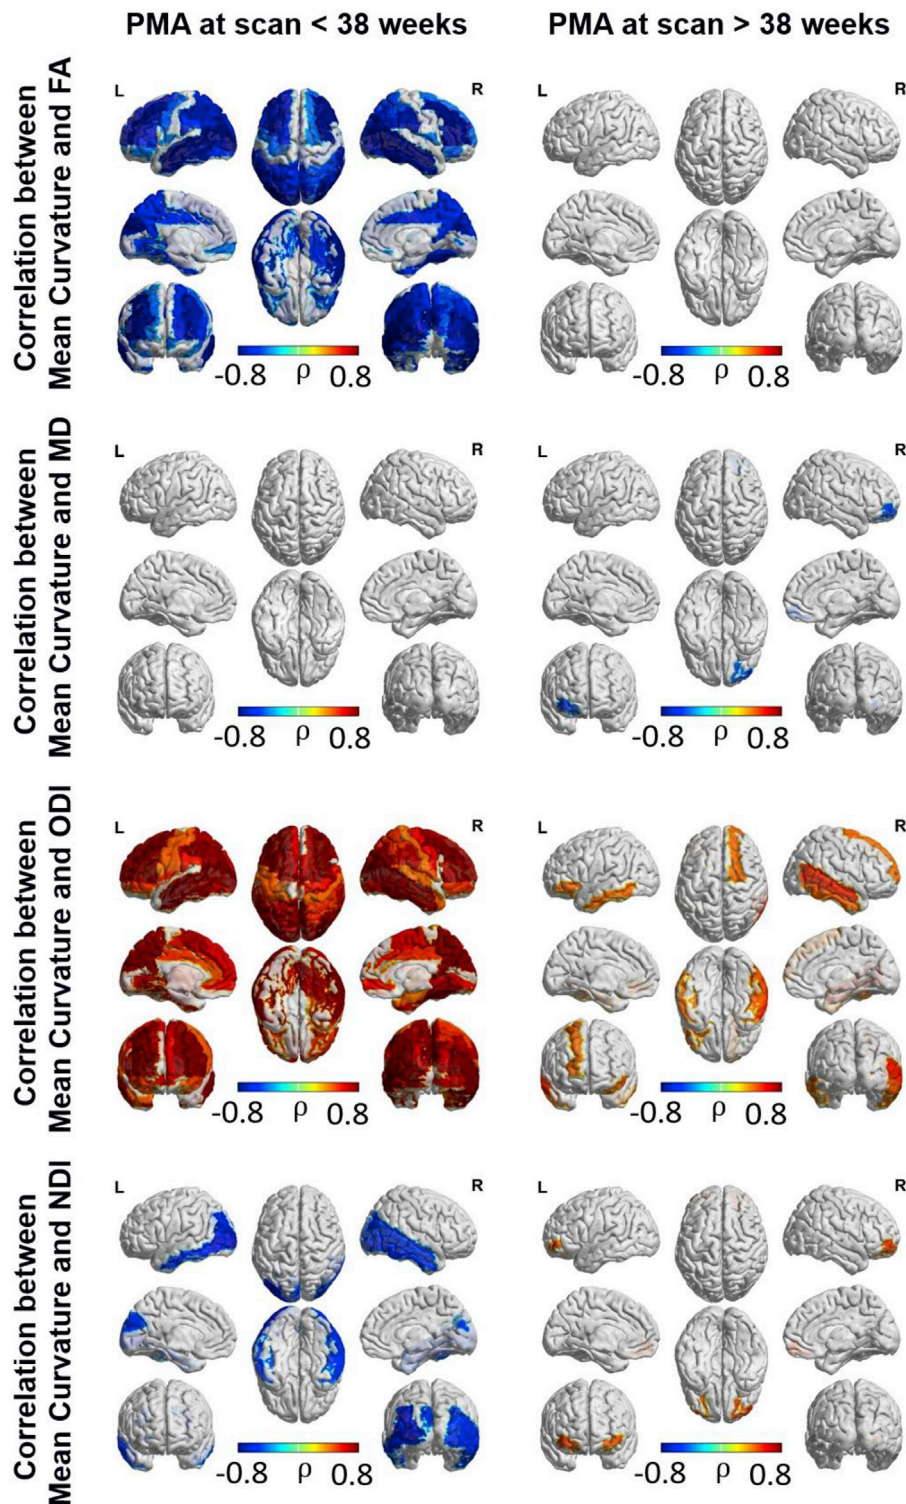 PMA at scan < 38 weeks
PMA at scan > 38 weeks
Correlation between
Mean Curvature and FA
L
R
-0.8
ρ
0.8
L
R
-0.8
ρ
0.8
Correlation between
Mean Curvature and MD
L
R
-0.8
ρ
0.8
L
R
-0.8
ρ
0.8
Correlation between
Mean Curvature and ODI
L
R
-0.8
ρ
0.8
L
R
-0.8
ρ
0.8
Correlation between
Mean Curvature and NDI
L
R
-0.8
ρ
0.8
L
R
-0.8
ρ
0.8